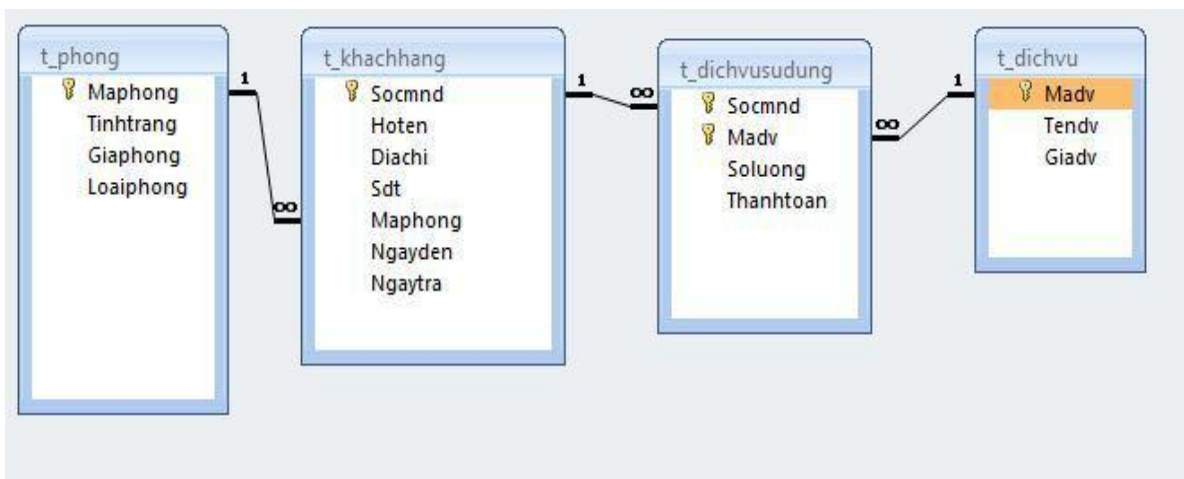 t_phong
Maphong
Tinhtrang
Giaphong
Loaiphong
1
∞
t_khachhang
Socmnd
Hoten
Diachi
Sdt
Maphong
Ngayden
Ngaytra
1
∞
t_dichvusudung
Socmnd
Madv
Soluong
Thanhtoan
∞
1
t_dichvu
Madv
Tendv
Giadv